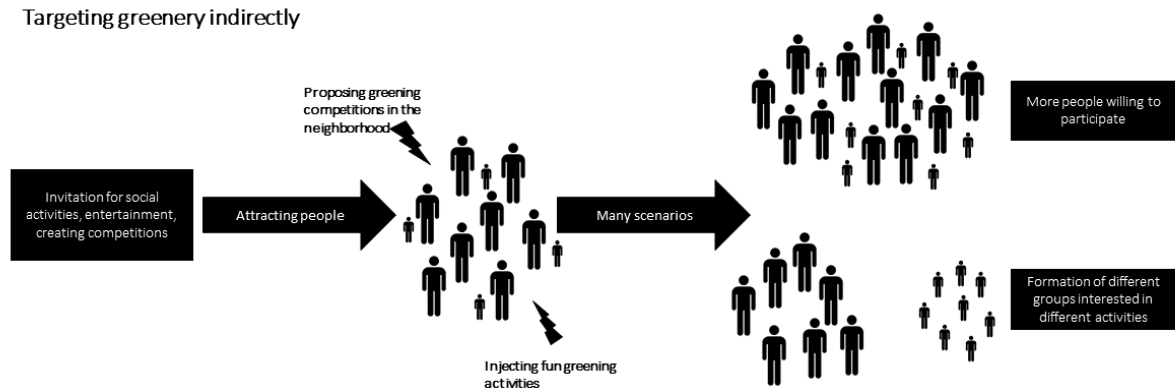 Targeting greenery indirectly
Proposing greening
competitions in the
neighborhood
Invitation for social
activities, entertainment,
creating competitions
Attracting people
Many scenarios
Injecting fun greening
activities
More people willing to
participate
Formation of different
groups interested in
different activities